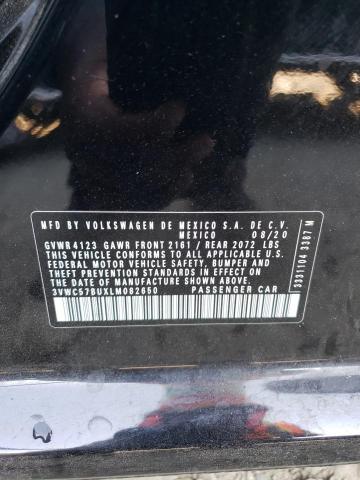 MFD BY VOLKSWAGEN DE MEXICO S.A. DE C.V.
MEXICO 08/20
GVWR 4123 GAWR FRONT 2161 / REAR 2072 LBS
THIS VEHICLE CONFORMS TO ALL APPLICABLE U.S.
FEDERAL MOTOR VEHICLE SAFETY, BUMPER AND
THEFT PREVENTION STANDARDS IN EFFECT ON THE
DATE OF MANUFACTURE SHOWN ABOVE.
3VWC57BUXLM082650 PASSENGER CAR
3331104 3387 M